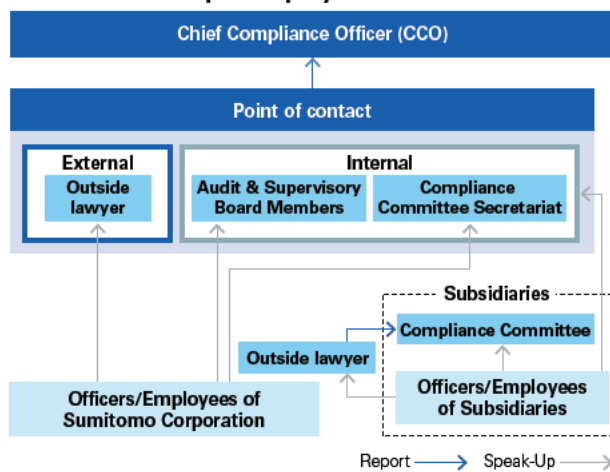 Chief Compliance Officer (CCO)
Point of contact
External
Outside
lawyer
Internal
Audit & Supervisory
Board Members
Compliance
Committee Secretariat
Subsidiaries
Compliance Committee
Outside lawyer
Officers/Employees of
Sumitomo Corporation
Officers/Employees
of Subsidiaries
Report
Speak-Up